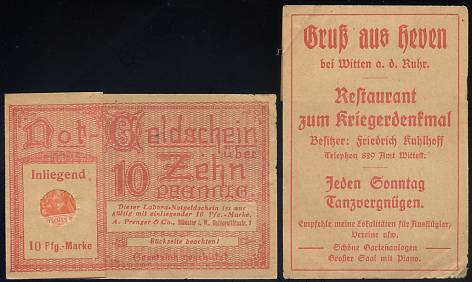 Not-Geldschein
über
10 Zehn
PFENNIG.
Inliegend
10 Pfg.-Marke
Dieser Labora-Notgeldschein ist nur
gültig mit einliegender 10 Pfg.-Marke.
A. Prenger & Co., Münster i. W.,
Rückseite beachten!
Gesetzlich geschützt
Gruß aus Heven
bei Witten a. d. Ruhr.
Restaurant
zum Kriegerdenkmal
Besitzer: Friedrich Kuhlhoff
Telephon 899 Amt Witten.
Jeden Sonntag
Tanzvergnügen.
Empfehle meine Lokalitäten für Ausflügler,
Vereine usw.
Schöne Gartenanlagen
Großer Saal mit Piano.